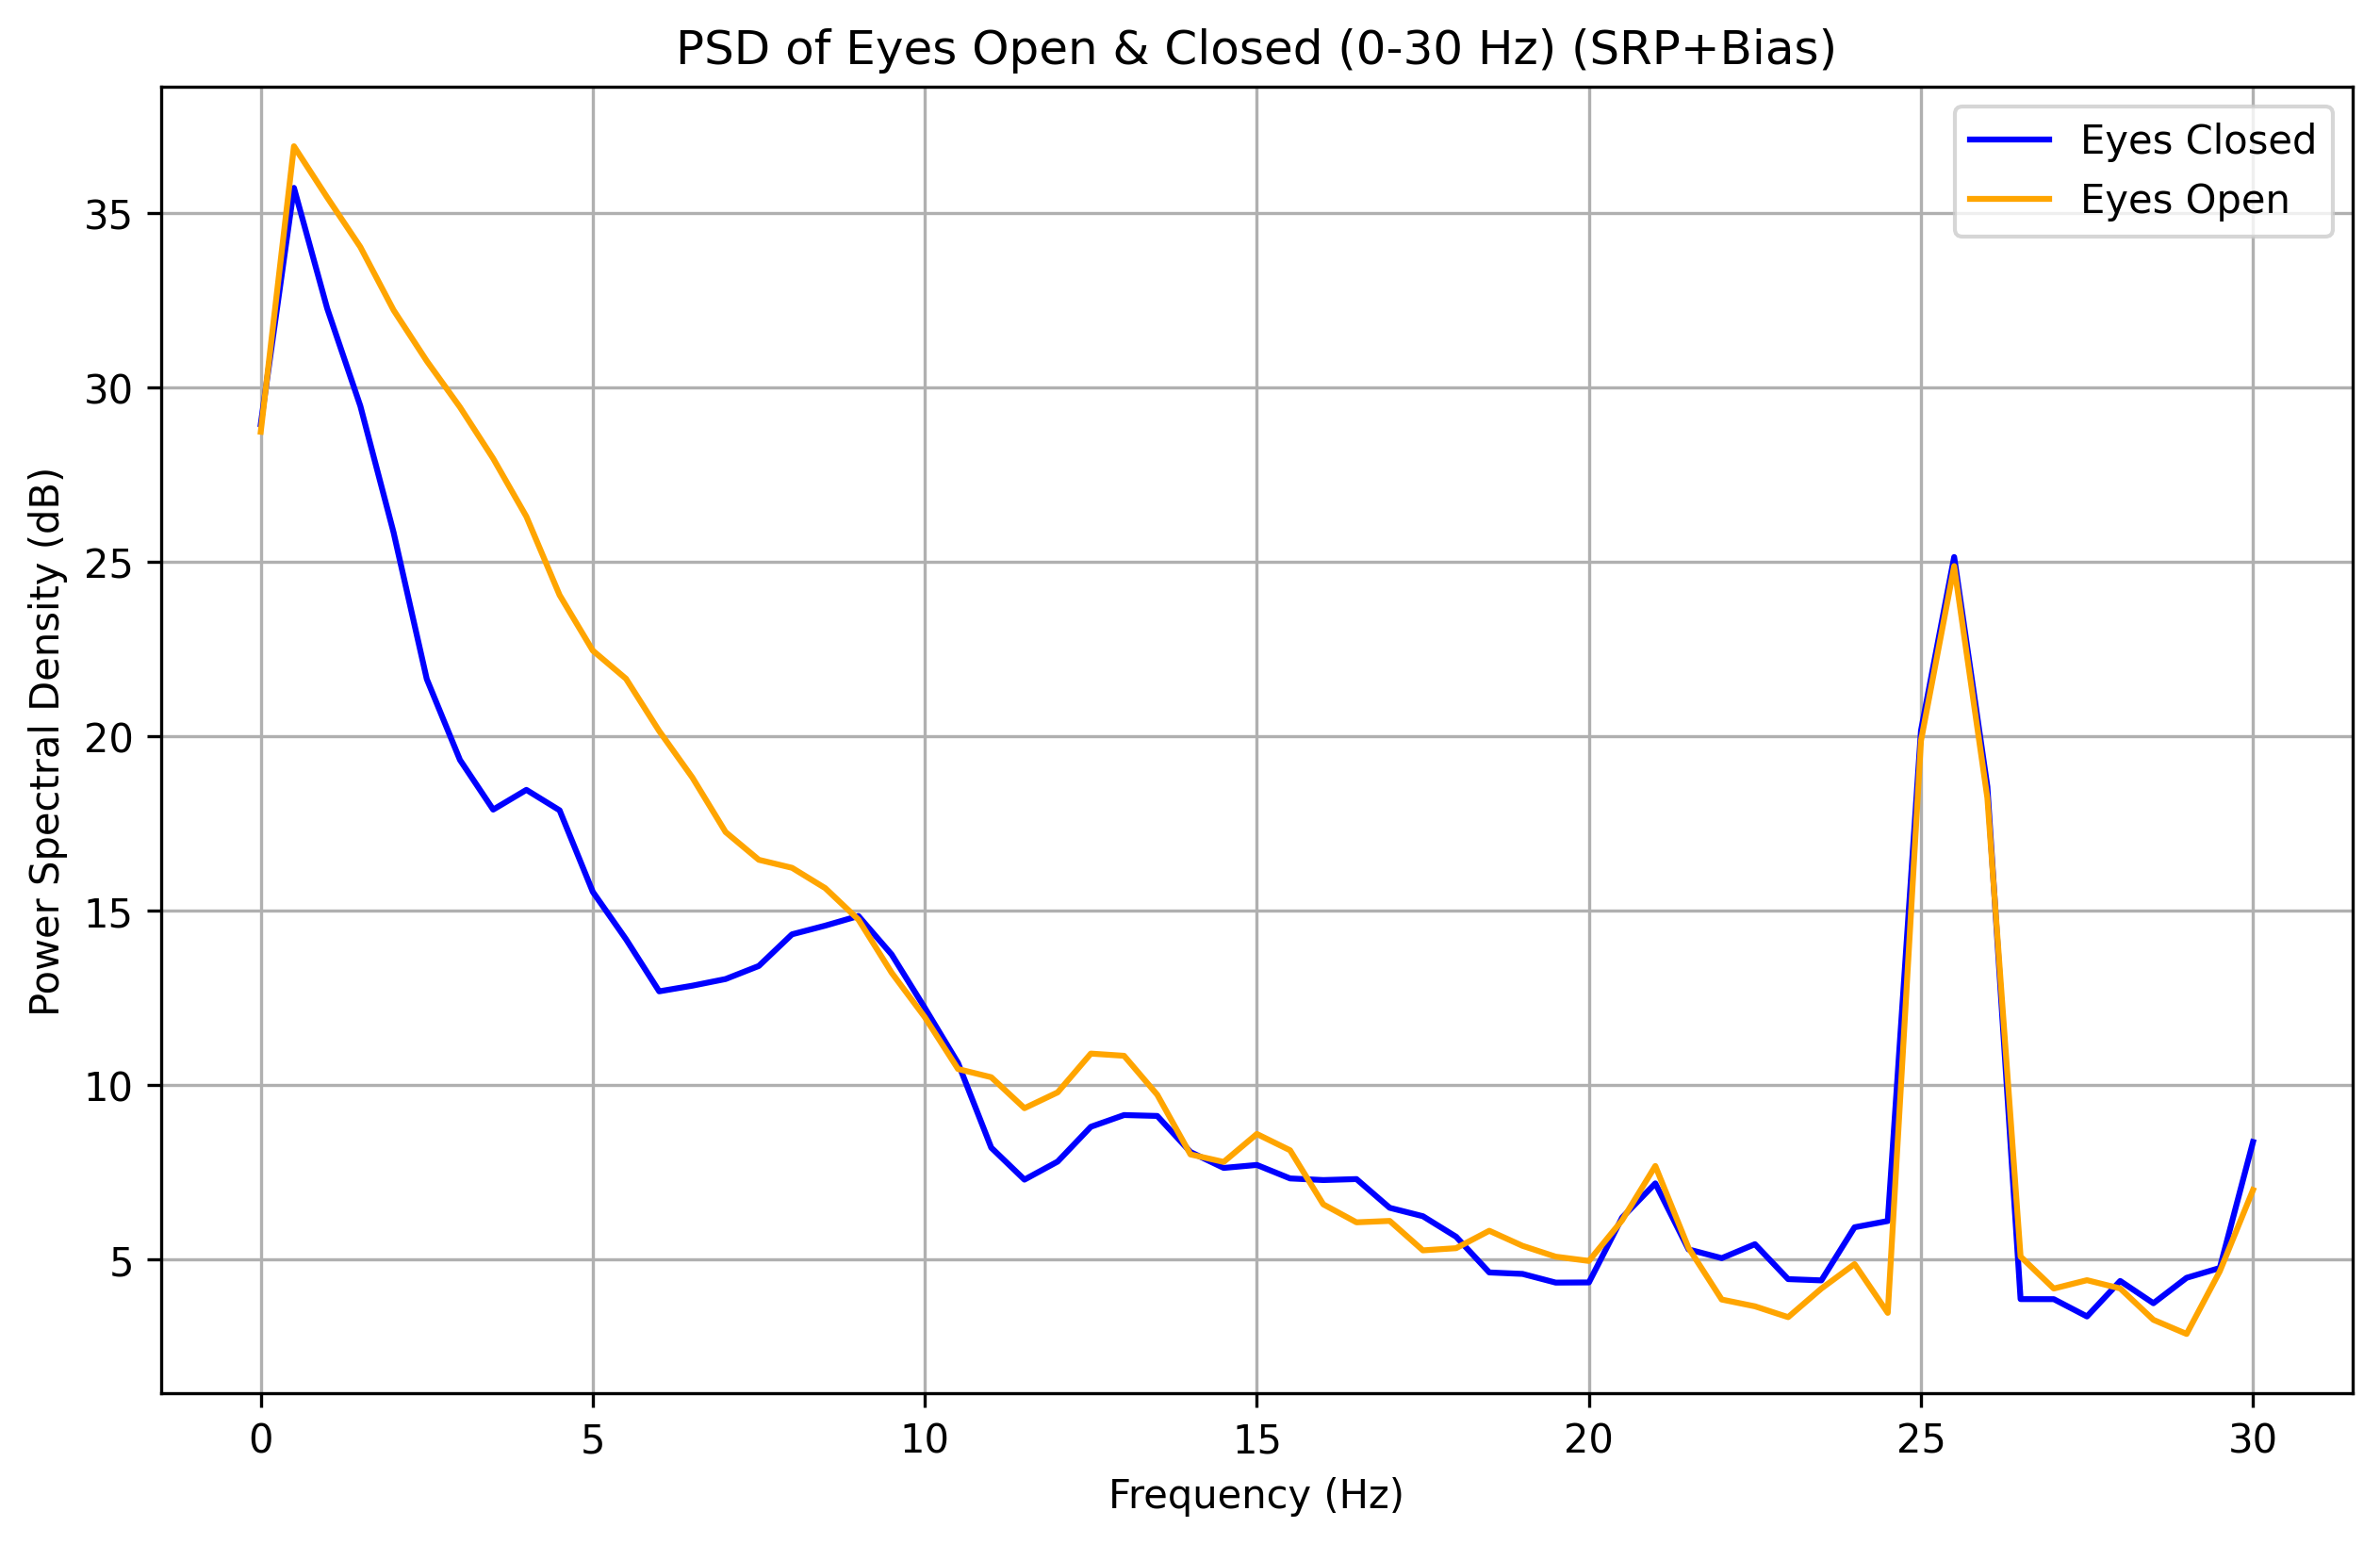 PSD of Eyes Open & Closed (0-30 Hz) (SRP+Bias)
Eyes Closed
Eyes Open
Power Spectral Density (dB)
35
30
25
20
15
10
5
0 5 10 15 20 25 30
Frequency (Hz)